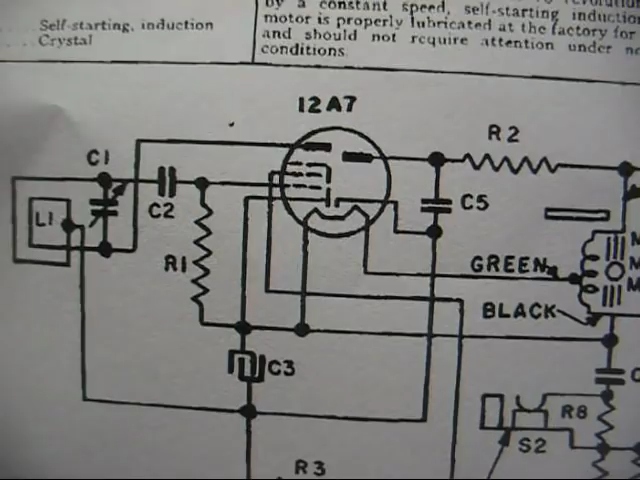 by a constant speed, self-starting
Self-starting, induction
motor is properly lubricated at the factory for
Crystal
and should not require attention under
conditions.
12A7
R2
C1
C2
C5
L1
R1
GREEN
BLACK
C3
R8
S2
R3